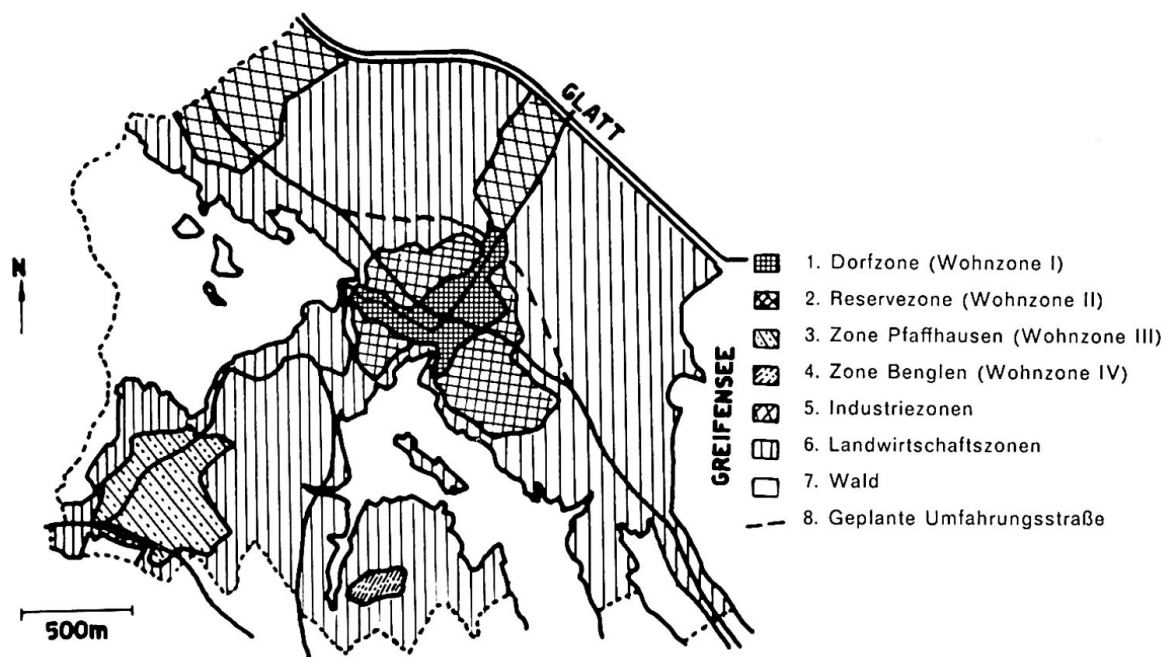 GLATT
N
GREIFENSEE
1. Dorfzone (Wohnzone I)
2. Reservezone (Wohnzone II)
3. Zone Pfaffhausen (Wohnzone III)
4. Zone Benglen (Wohnzone IV)
5. Industriezonen
6. Landwirtschaftszonen
7. Wald
8. Geplante Umfahrungsstraße
500m